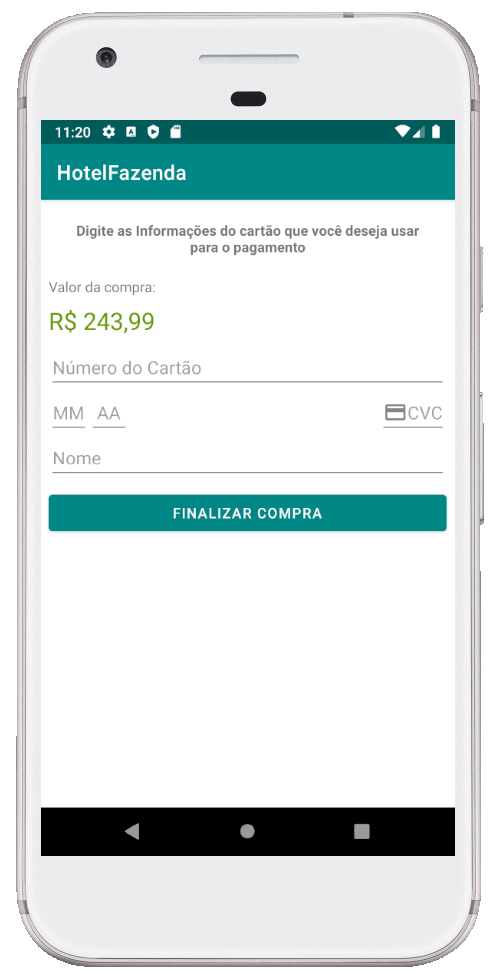 11:20
HotelFazenda
Digite as Informações do cartão que você deseja usar
para o pagamento
Valor da compra:
R$ 243,99
Número do Cartão
MM AA CVC
Nome
FINALIZAR COMPRA